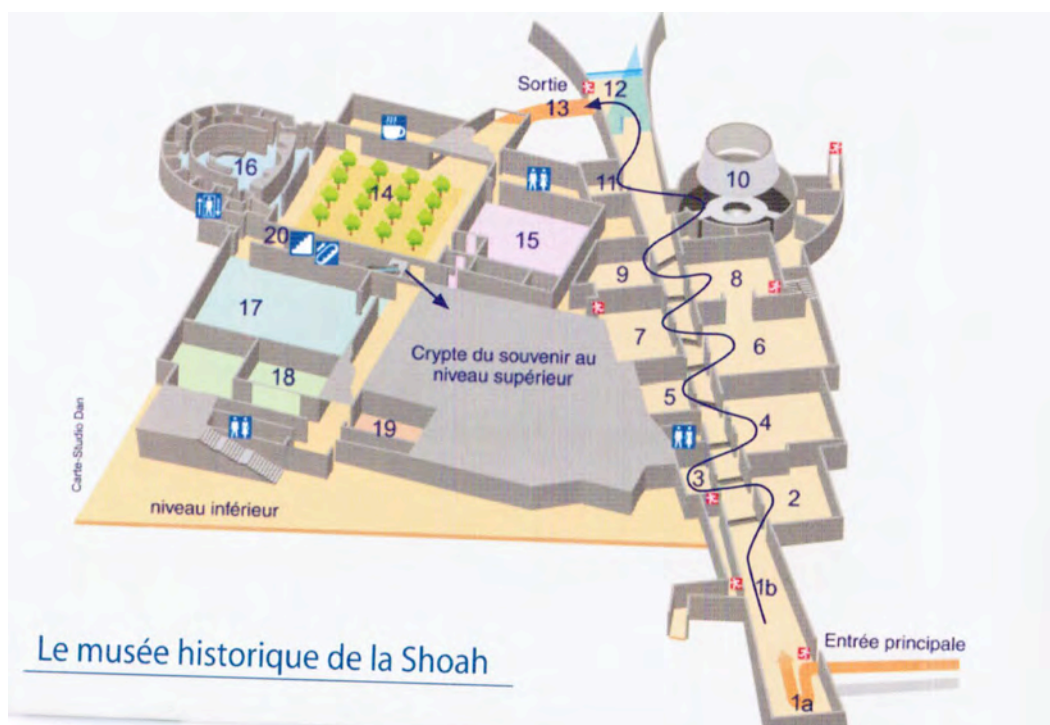 Sortie
12
13
16
14
11
10
15
20
9
8
17
7
6
Crypte du souvenir au
niveau supérieur
18
5
19
4
Carte-Studio Dan
3
2
niveau inférieur
1b
Le musée historique de la Shoah
Entrée principale
1a